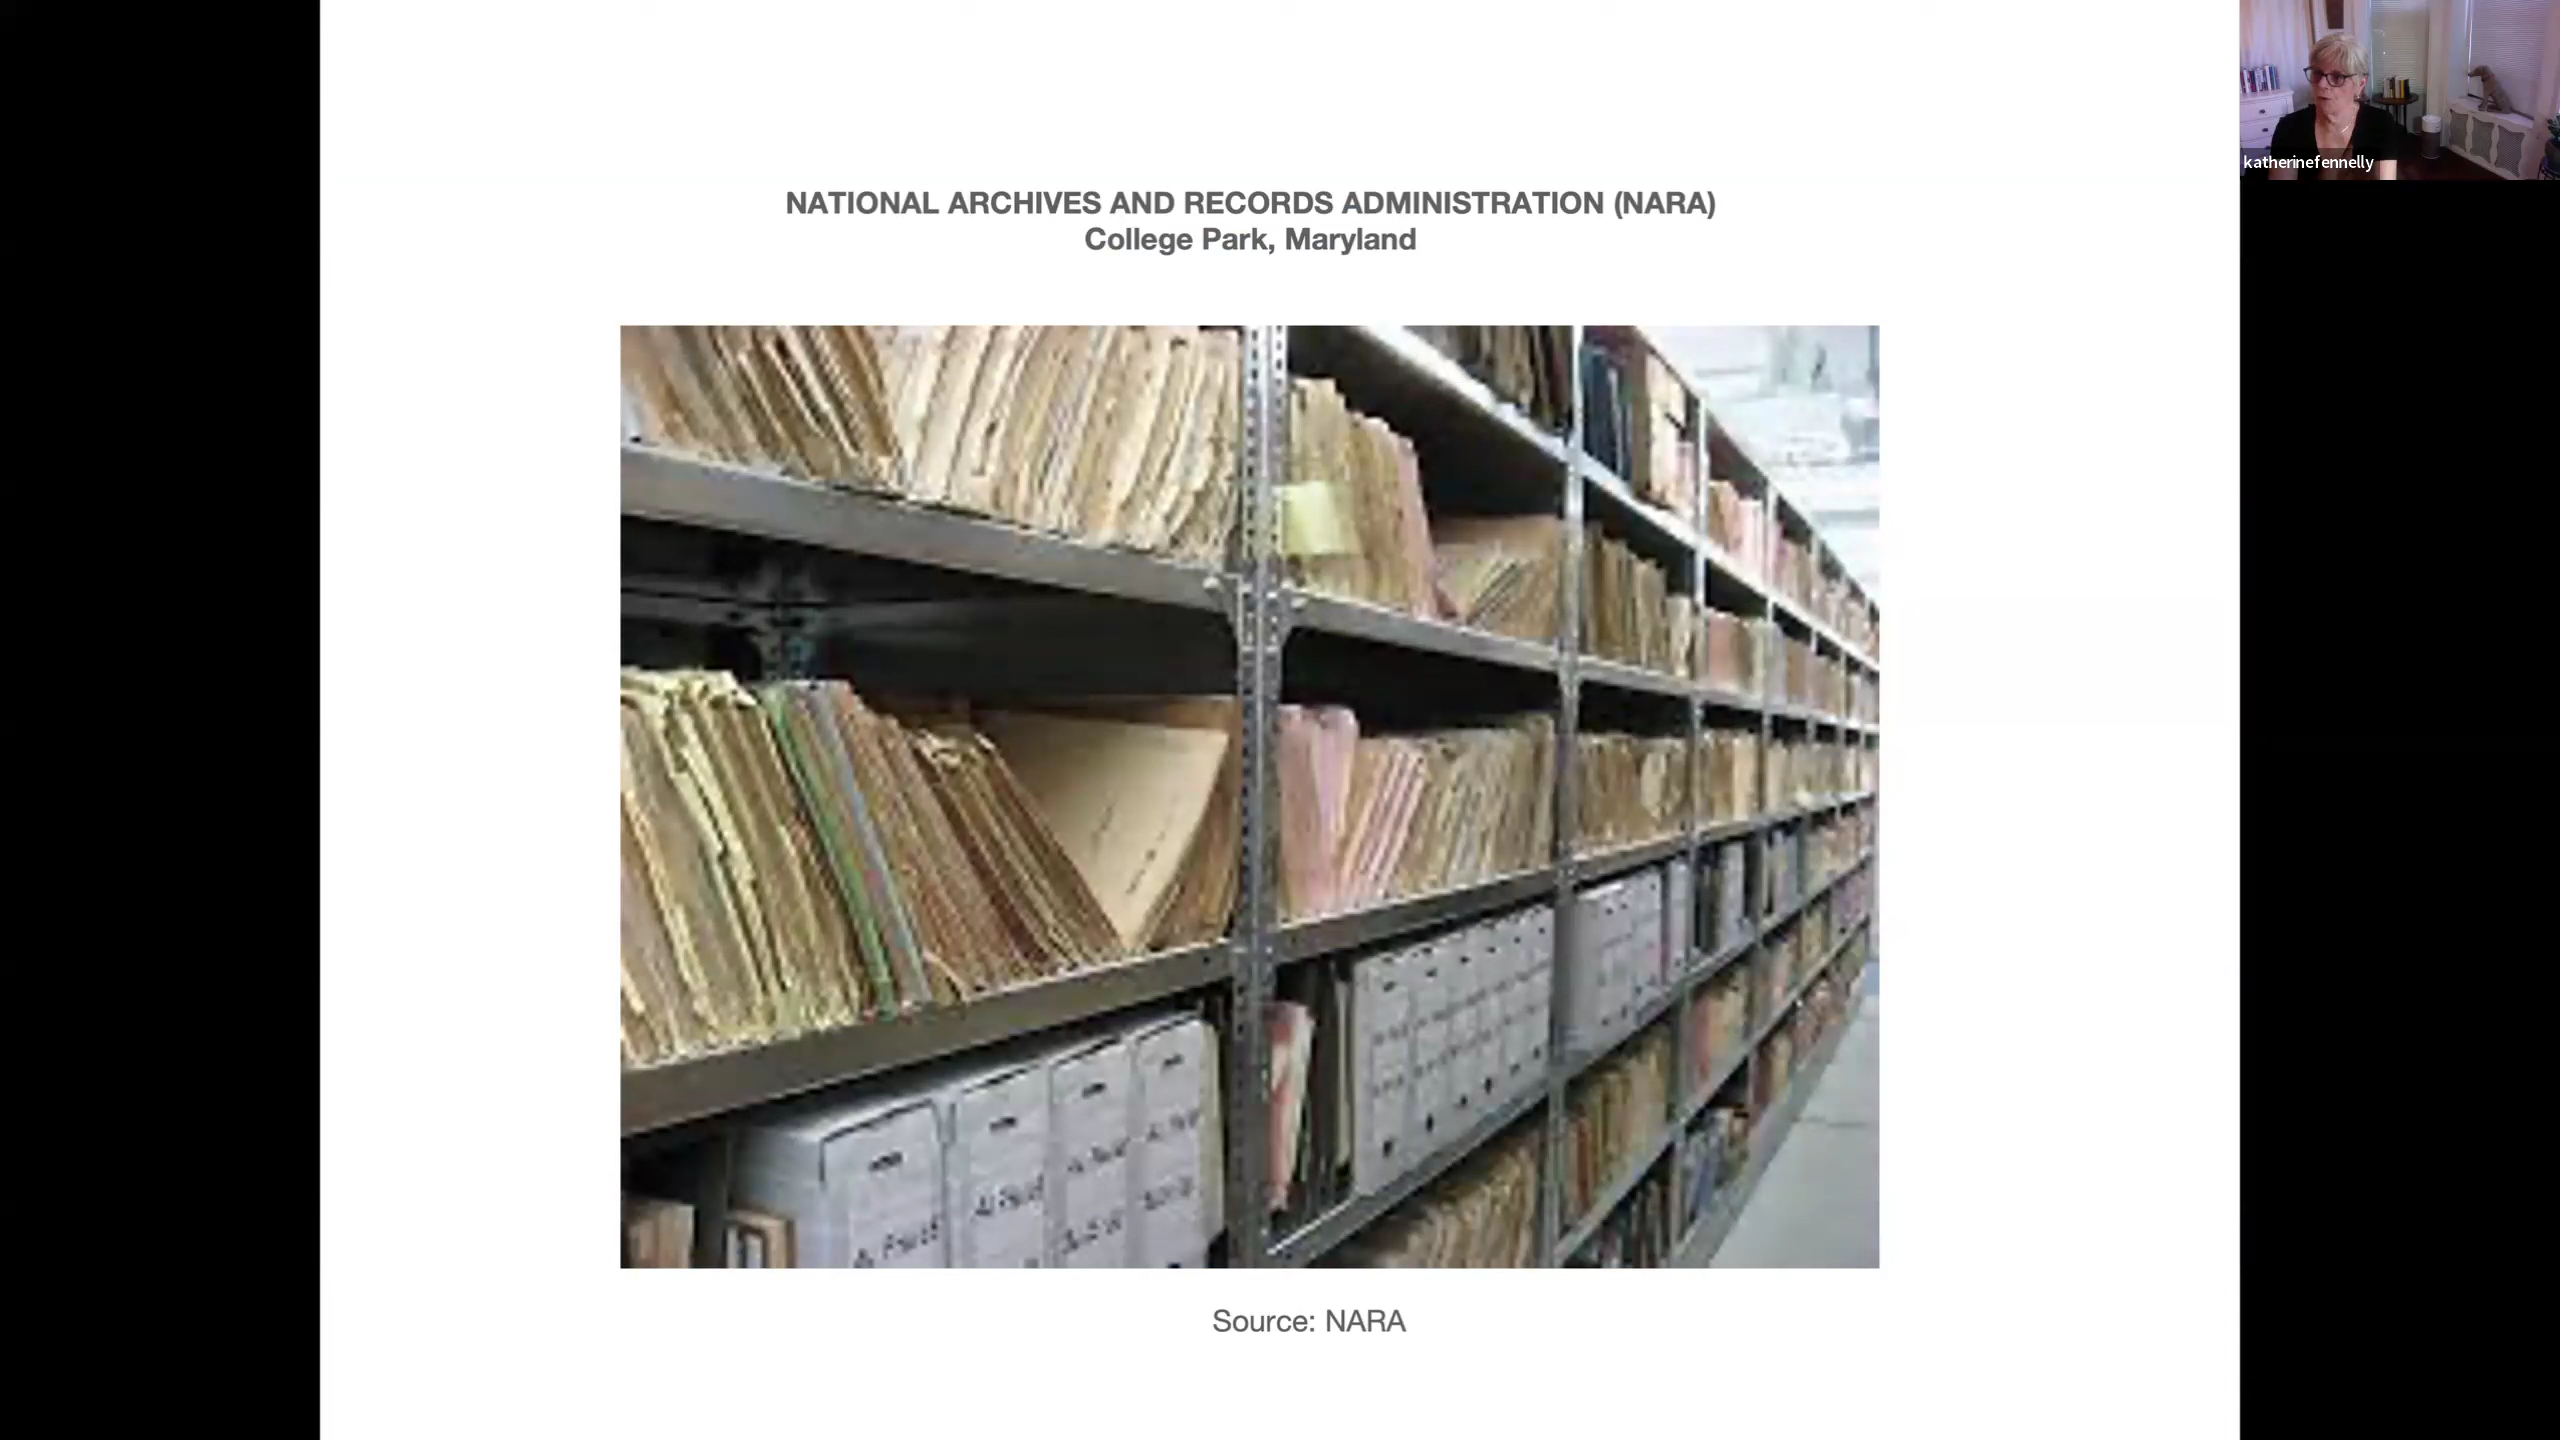 NATIONAL ARCHIVES AND RECORDS ADMINISTRATION (NARA)
College Park, Maryland
katherinefennelly
Source: NARA